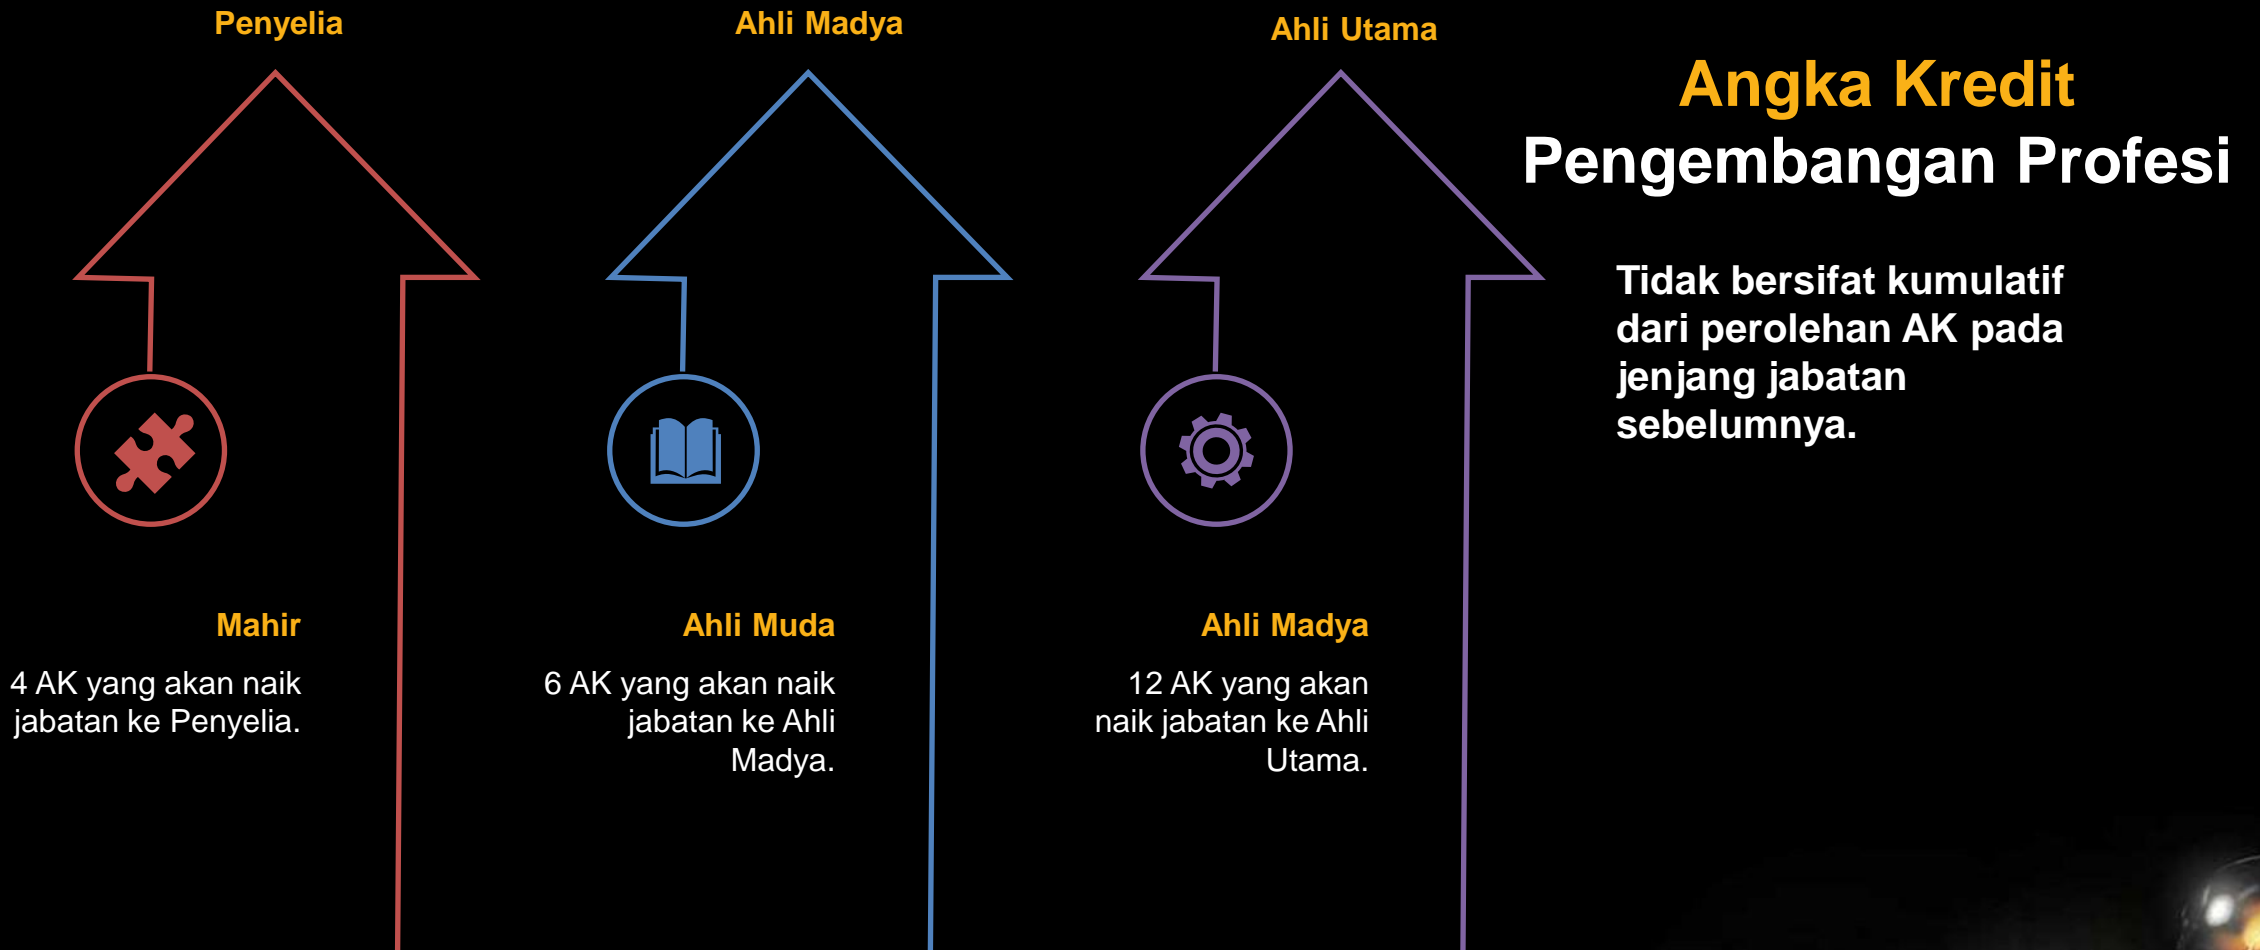 Penyelia
Mahir
4 AK yang akan naik
jabatan ke Penyelia.
Ahli Madya
Ahli Muda
6 AK yang akan naik
jabatan ke Ahli
Madya.
Ahli Utama
Ahli Madya
12 AK yang akan
naik jabatan ke Ahli
Utama.
Angka Kredit
Pengembangan Profesi
Tidak bersifat kumulatif
dari perolehan AK pada
jenjang jabatan
sebelumnya.